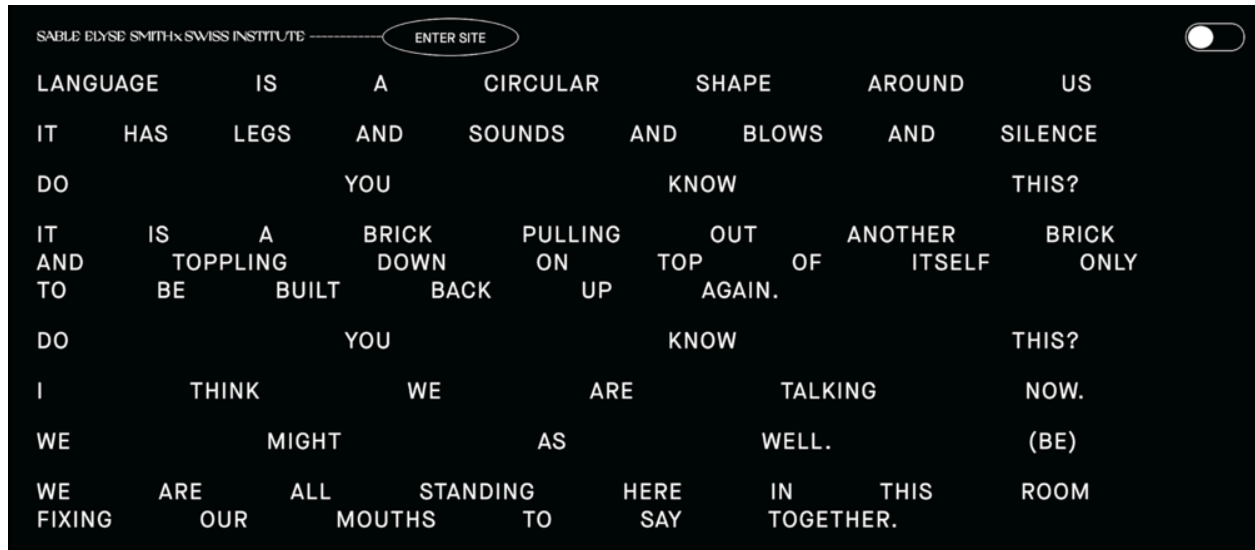 SABLE ELYSE SMITH x SWISS INSTITUTE ------------- ENTER SITE
LANGUAGE IS A CIRCULAR SHAPE AROUND US
IT HAS LEGS AND SOUNDS AND BLOWS AND SILENCE
DO YOU KNOW THIS?
IT IS A BRICK PULLING OUT ANOTHER BRICK
AND TOPPLING DOWN ON TOP OF ITSELF ONLY
TO BE BUILT BACK UP AGAIN.
DO YOU KNOW THIS?
I THINK WE ARE TALKING NOW.
WE MIGHT AS WELL. (BE)
WE ARE ALL STANDING HERE IN THIS ROOM
FIXING OUR MOUTHS TO SAY TOGETHER.